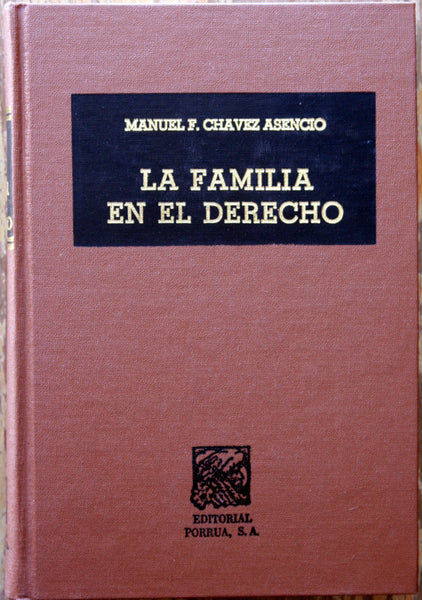 MANUEL F. CHAVEZ ASENCIO
LA FAMILIA
EN EL DERECHO
EDITORIAL
PORRUA, S. A.